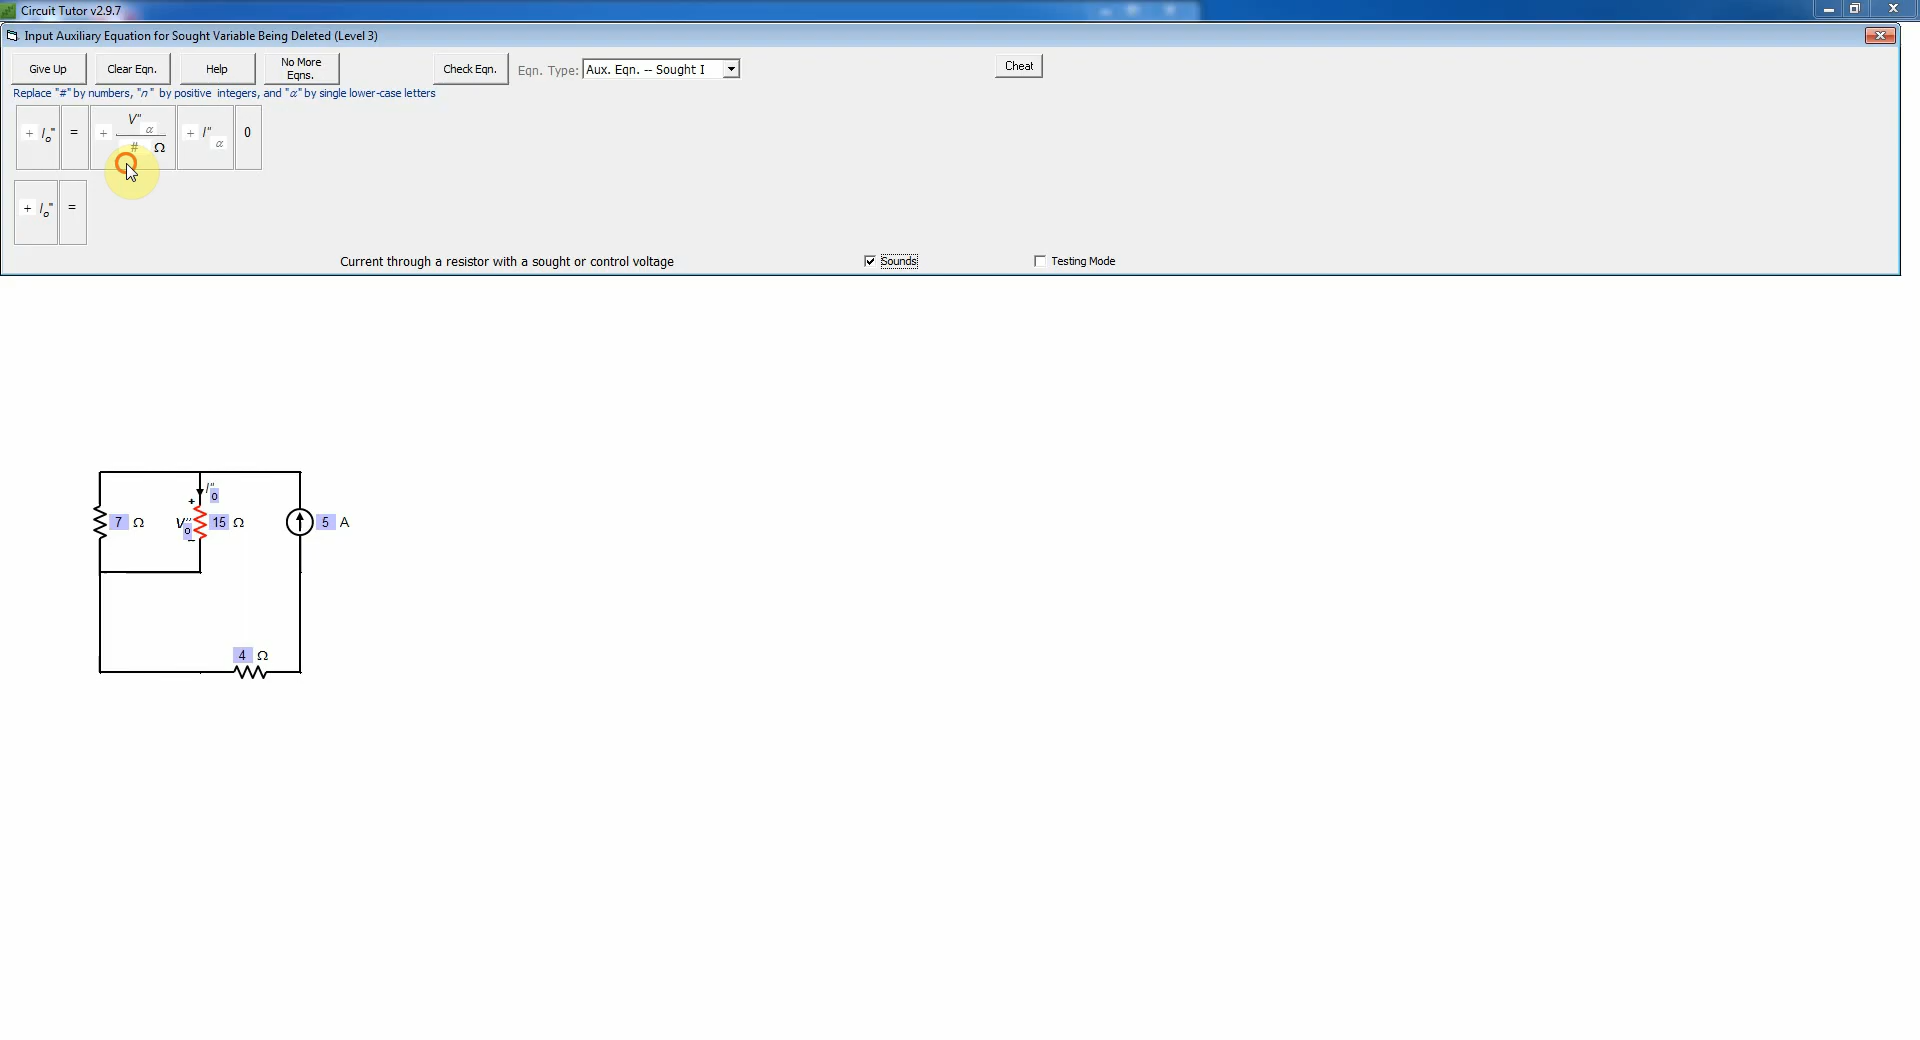 Circuit Tutor v2.9.7
Input Auxiliary Equation for Sought Variable Being Deleted (Level 3)
Give Up Clear Eqn. Help No More Eqns. Check Eqn. Eqn. Type: Aux. Eqn. -- Sought I Cheat
Replace "#" by numbers, "n" by positive integers, and "α" by single lower-case letters
+ Io" = + V"α / # Ω + I"α 0
+ Io" =
Current through a resistor with a sought or control voltage Sounds Testing Mode
I"o
+
7 Ω V"o 15 Ω 5 A
−
4 Ω